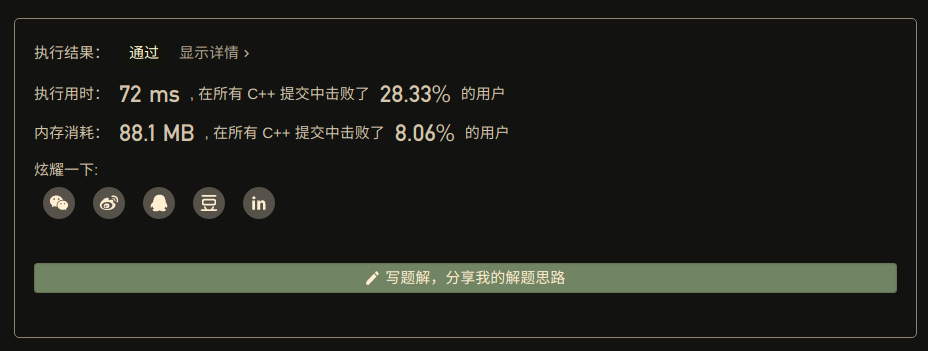 执行结果： 通过 显示详情 >
执行用时： 72 ms , 在所有 C++ 提交中击败了 28.33% 的用户
内存消耗： 88.1 MB , 在所有 C++ 提交中击败了 8.06% 的用户
炫耀一下:
豆 in
写题解，分享我的解题思路